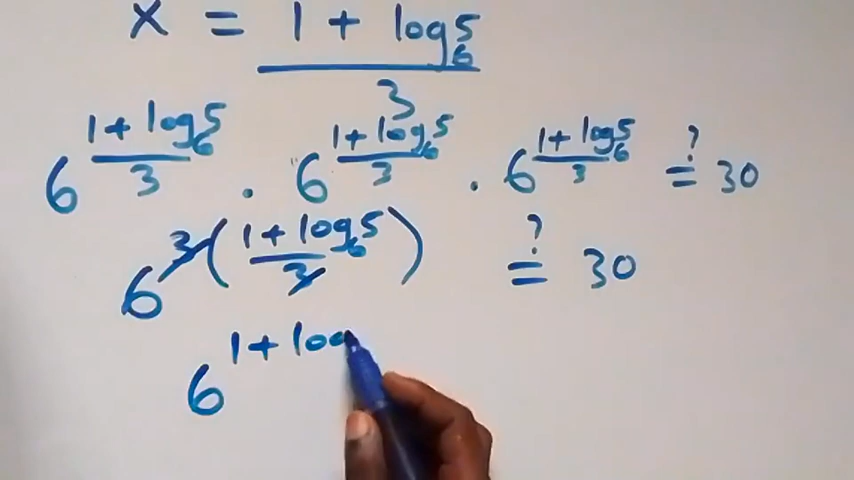 x = (1 + log₆5)/3
6^((1 + log₆5)/3) · 6^((1 + log₆5)/3) · 6^((1 + log₆5)/3) ≟ 30
6^(3((1 + log₆5)/3)) ≟ 30
6^(1 + log